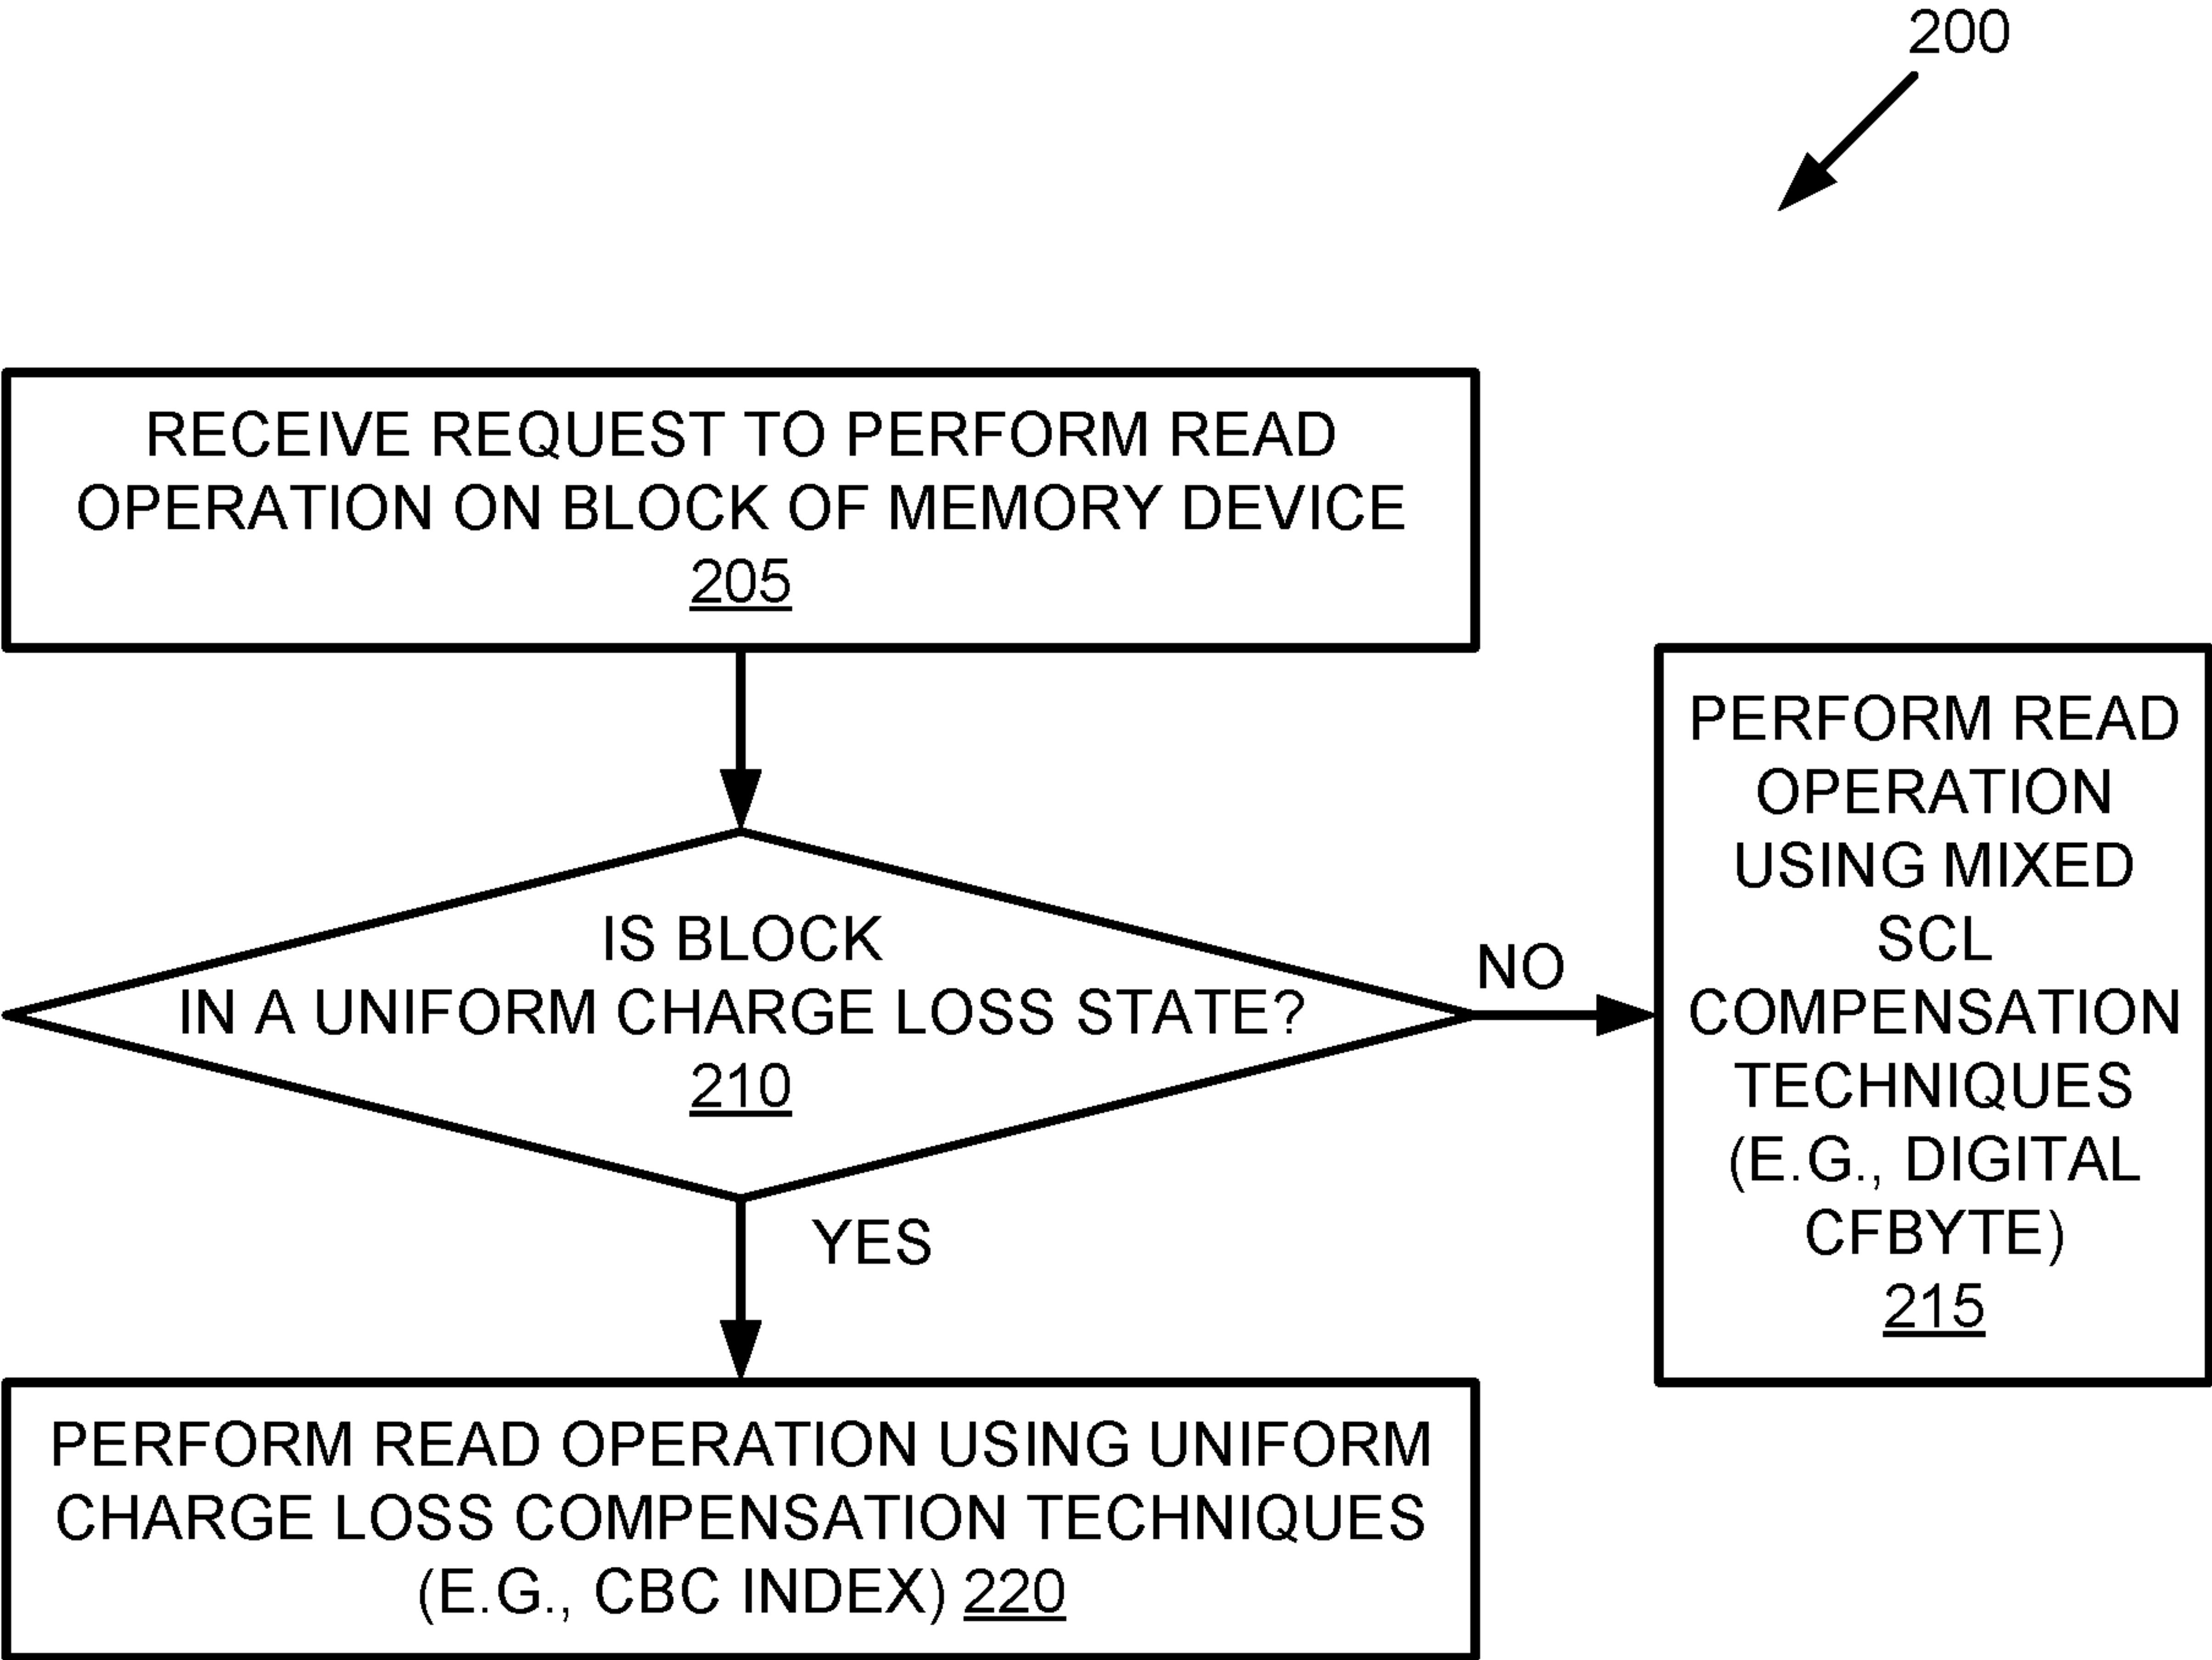 200
RECEIVE REQUEST TO PERFORM READ
OPERATION ON BLOCK OF MEMORY DEVICE
205
IS BLOCK
IN A UNIFORM CHARGE LOSS STATE?
210
NO
PERFORM READ
OPERATION
USING MIXED
SCL
COMPENSATION
TECHNIQUES
(E.G., DIGITAL
CFBYTE)
215
YES
PERFORM READ OPERATION USING UNIFORM
CHARGE LOSS COMPENSATION TECHNIQUES
(E.G., CBC INDEX) 220